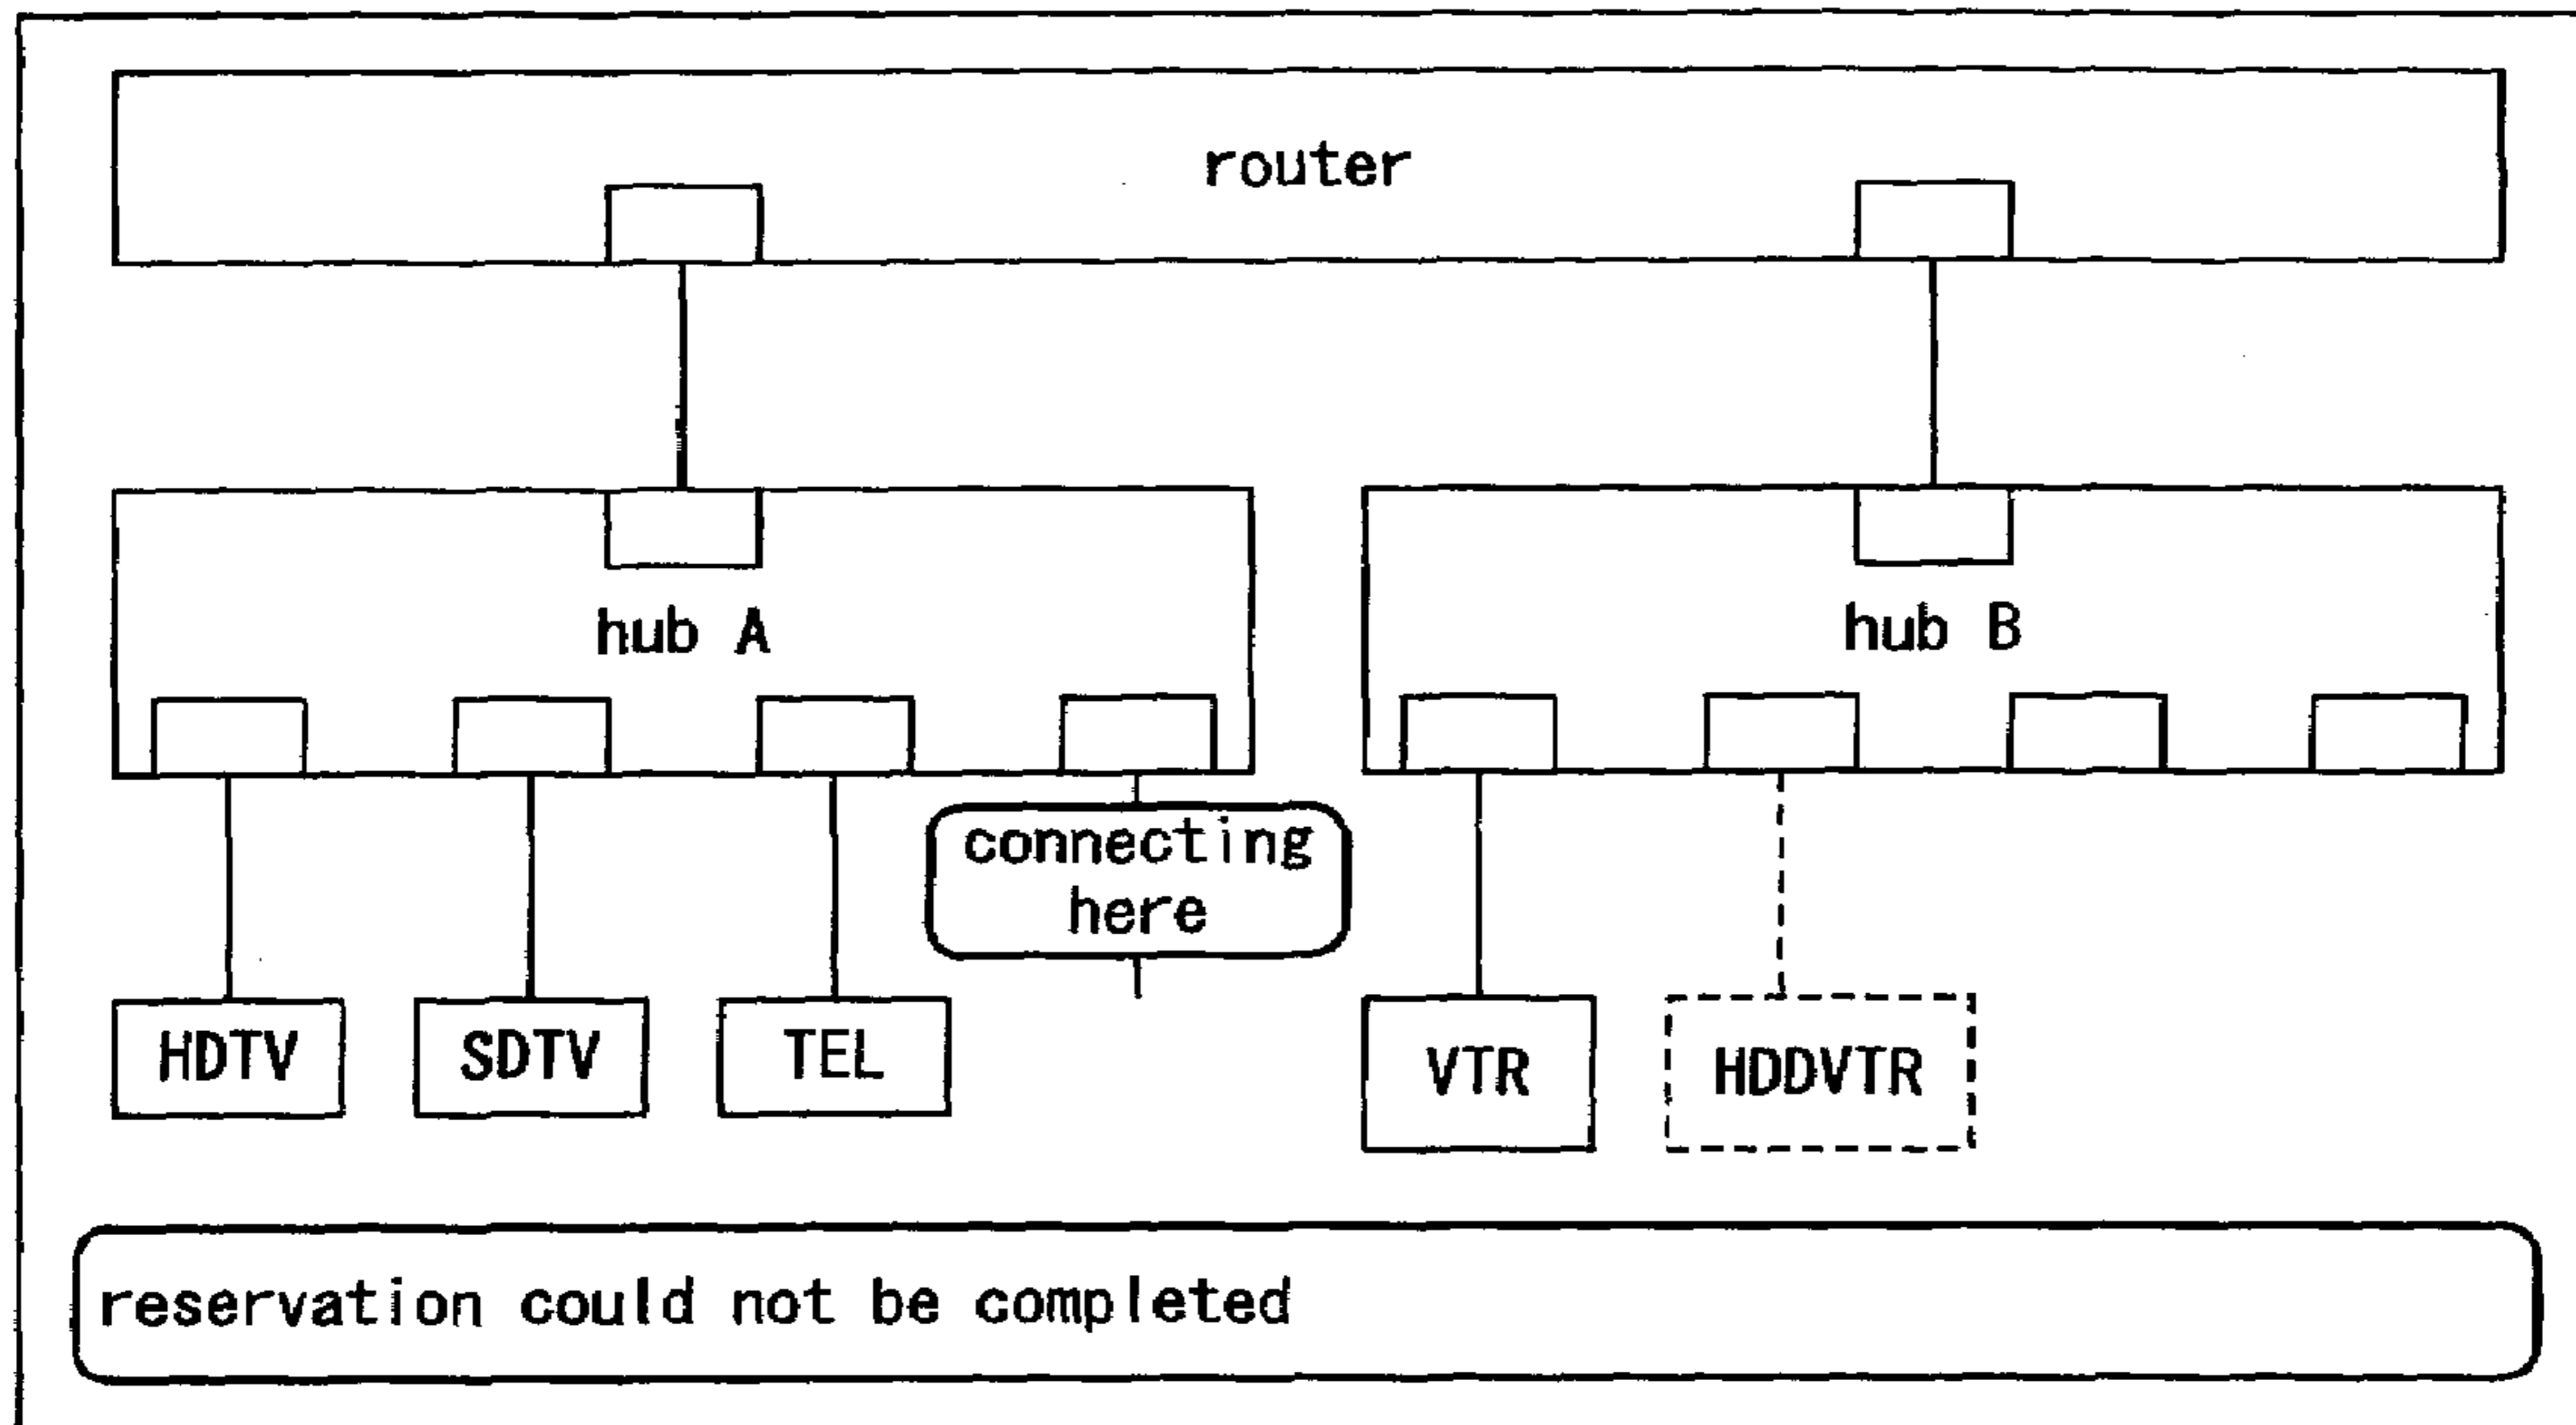 router
hub A
hub B
connecting
here
HDTV
SDTV
TEL
VTR
HDDVTR
reservation could not be completed